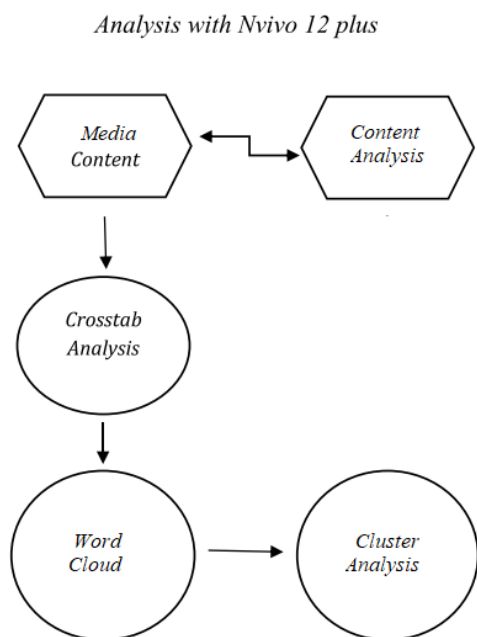 Analysis with Nvivo 12 plus
Media
Content
Content
Analysis
Crosstab
Analysis
Word
Cloud
Cluster
Analysis